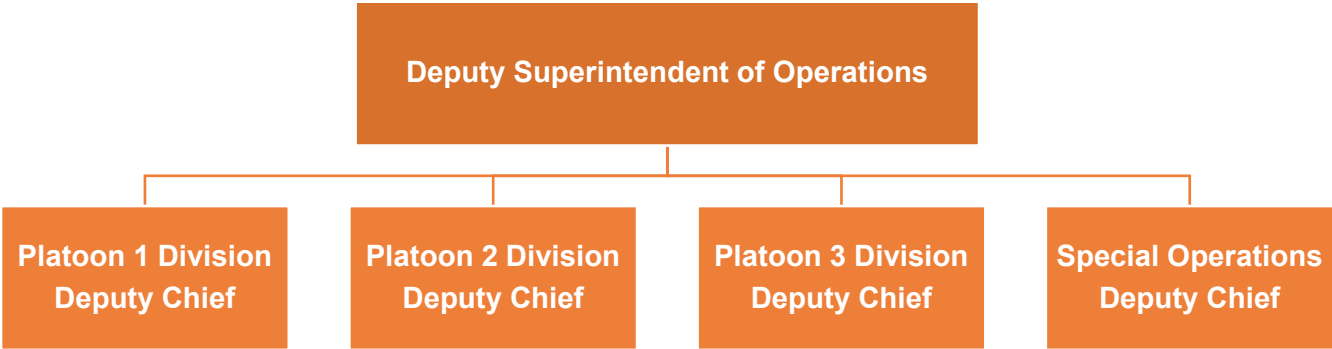 Deputy Superintendent of Operations
Platoon 1 Division
Deputy Chief
Platoon 2 Division
Deputy Chief
Platoon 3 Division
Deputy Chief
Special Operations
Deputy Chief